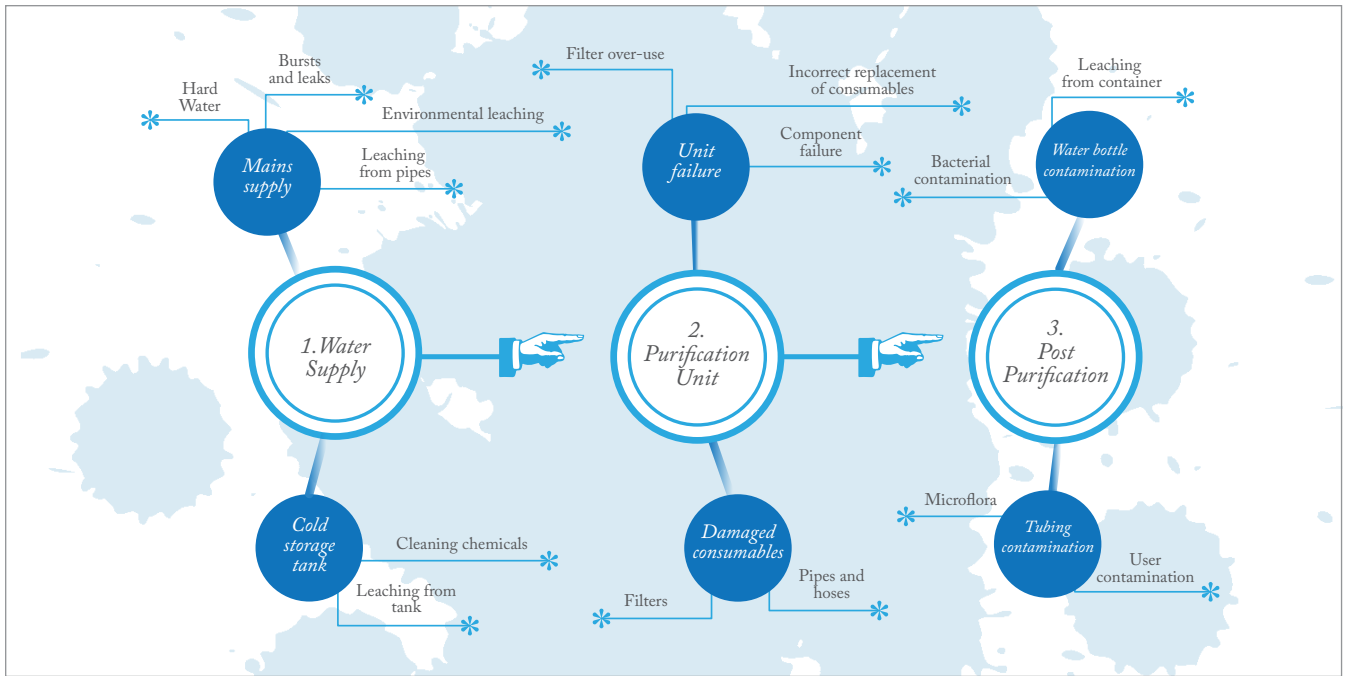 Hard
Water
Bursts
and leaks
Environmental leaching
Leaching
from pipes
Mains
supply
1.Water
Supply
Cold
storage
tank
Cleaning chemicals
Leaching from
tank
Filter over-use
Incorrect replacement
of consumables
Component
failure
Unit
failure
2.
Purification
Unit
Damaged
consumables
Filters
Pipes and
hoses
Leaching
from container
Bacterial
contamination
Water bottle
contamination
3.
Post
Purification
Microflora
Tubing
contamination
User
contamination